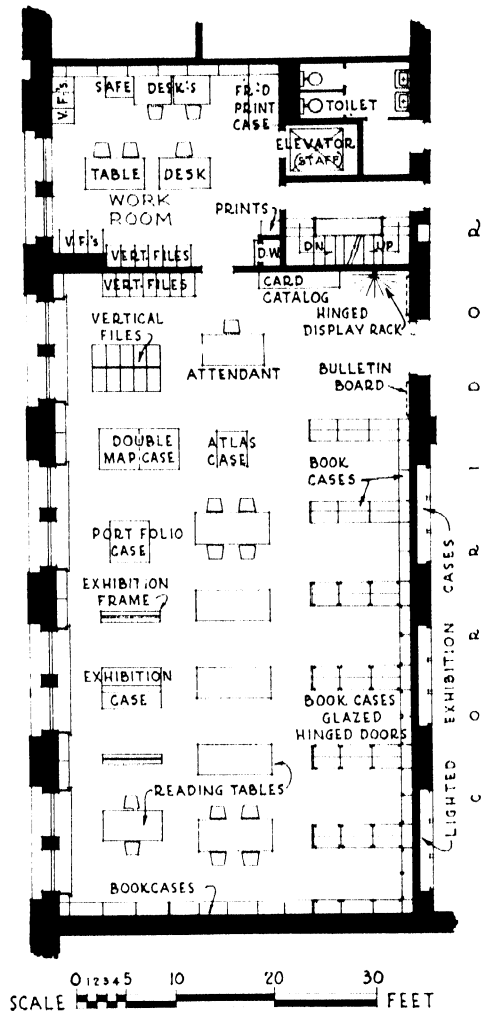 V.F.'s
SAFE
DESK'S
FR:D
PRINT
CASE
TOILET
ELEVATOR
STAFF
TABLE
DESK
WORK
ROOM
PRINTS
V.F.'s
VERT FILES
D.W.
DN.
UP
VERT FILES
CARD
CATALOG
HINGED
DISPLAY RACK
CORRIDOR
VERTICAL
FILES
ATTENDANT
BULLETIN
BOARD
DOUBLE
MAP CASE
ATLAS
CASE
BOOK
CASES
PORT FOLIO
CASE
EXHIBITION
FRAME
EXHIBITION
CASE
BOOK CASES
GLAZED
HINGED DOORS
LIGHTED EXHIBITION CASES
READING TABLES
BOOKCASES
0 1 2 3 4 5 10 20 30
SCALE FEET